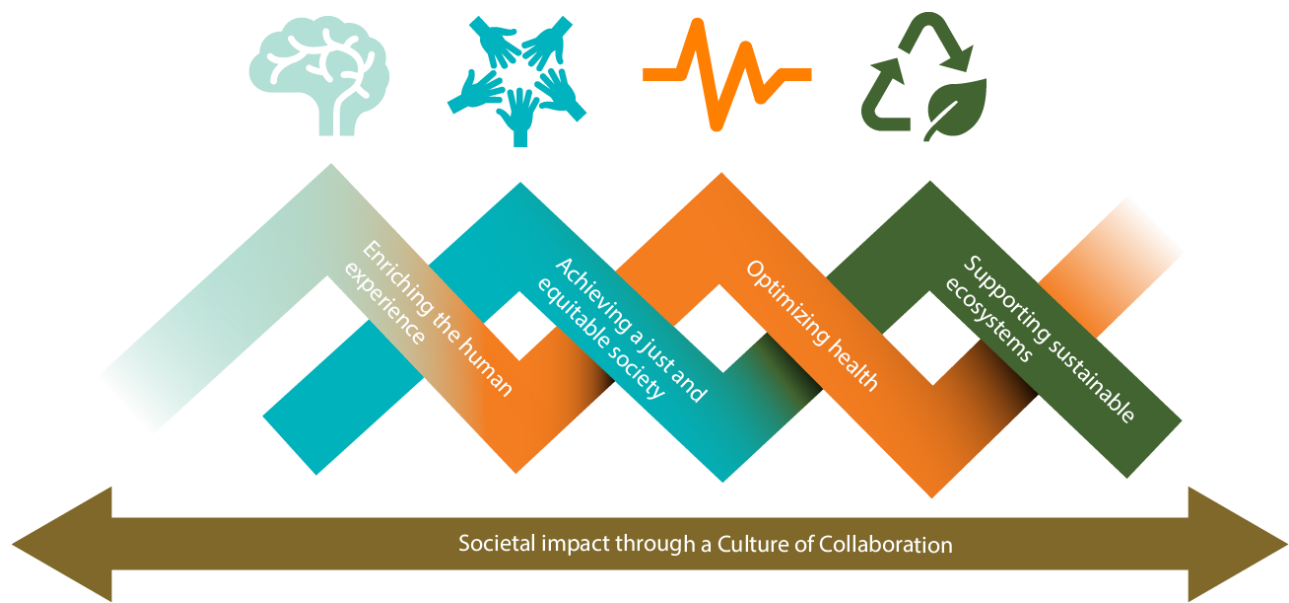 Enriching the human
experience
Achieving a just and
equitable society
Optimizing health
Supporting sustainable
ecosystems
Societal impact through a Culture of Collaboration